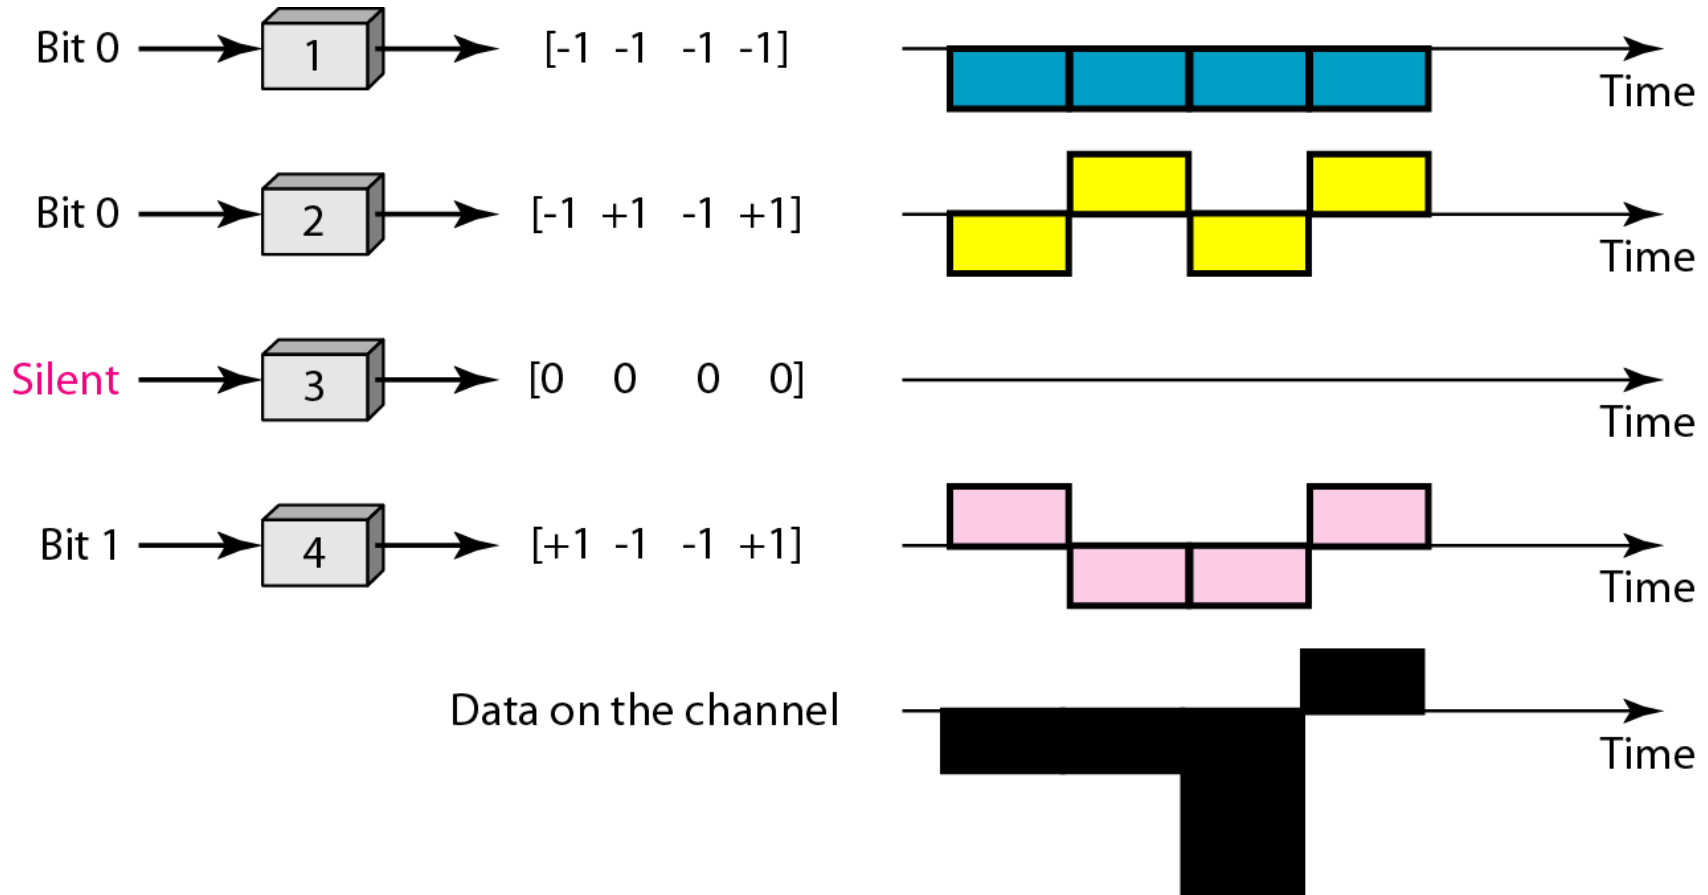 Bit 0 1 [-1 -1 -1 -1]
Time
Bit 0 2 [-1 +1 -1 +1]
Time
Silent 3 [0 0 0 0]
Time
Bit 1 4 [+1 -1 -1 +1]
Time
Data on the channel
Time